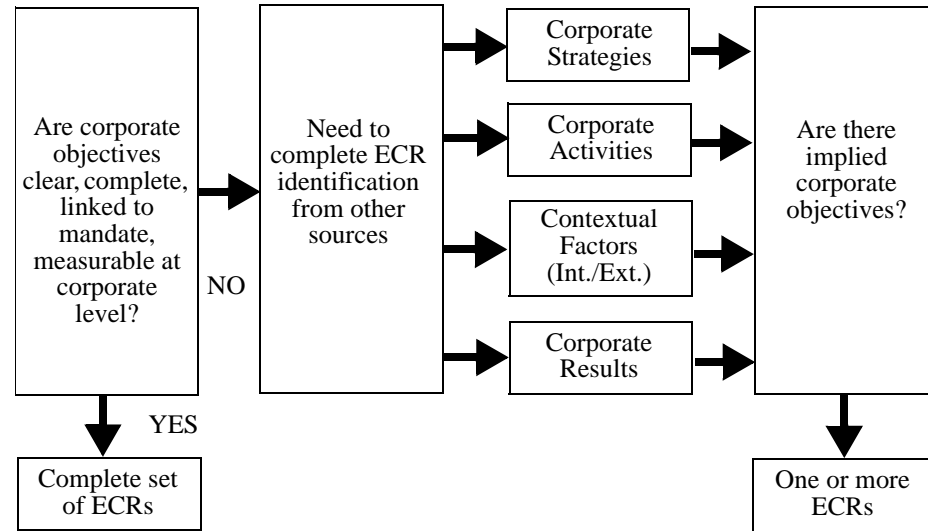 Are corporate
objectives
clear, complete,
linked to
mandate,
measurable at
corporate
level?
NO
YES
Complete set
of ECRs
Need to
complete ECR
identification
from other
sources
Corporate
Strategies
Corporate
Activities
Contextual
Factors
(Int./Ext.)
Corporate
Results
Are there
implied
corporate
objectives?
One or more
ECRs